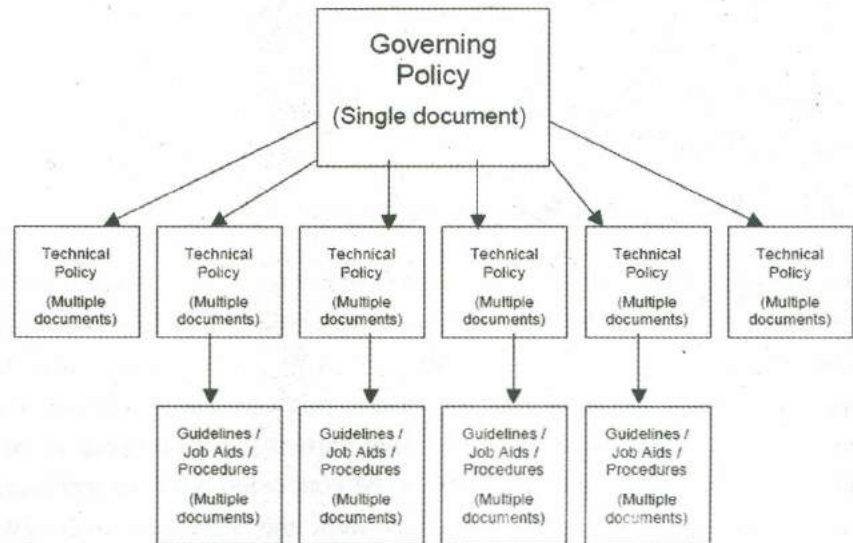 Governing
Policy
(Single document)
Technical
Policy
(Multiple
documents)
Technical
Policy
(Multiple
documents)
Technical
Policy
(Multiple
documents)
Technical
Policy
(Multiple
documents)
Technical
Policy
(Multiple
documents)
Technical
Policy
(Multiple
documents)
Guidelines /
Job Aids /
Procedures
(Multiple
documents)
Guidelines /
Job Aids /
Procedures
(Multiple
documents)
Guidelines /
Job Aids /
Procedures
(Multiple
documents)
Guidelines /
Job Aids /
Procedures
(Multiple
documents)